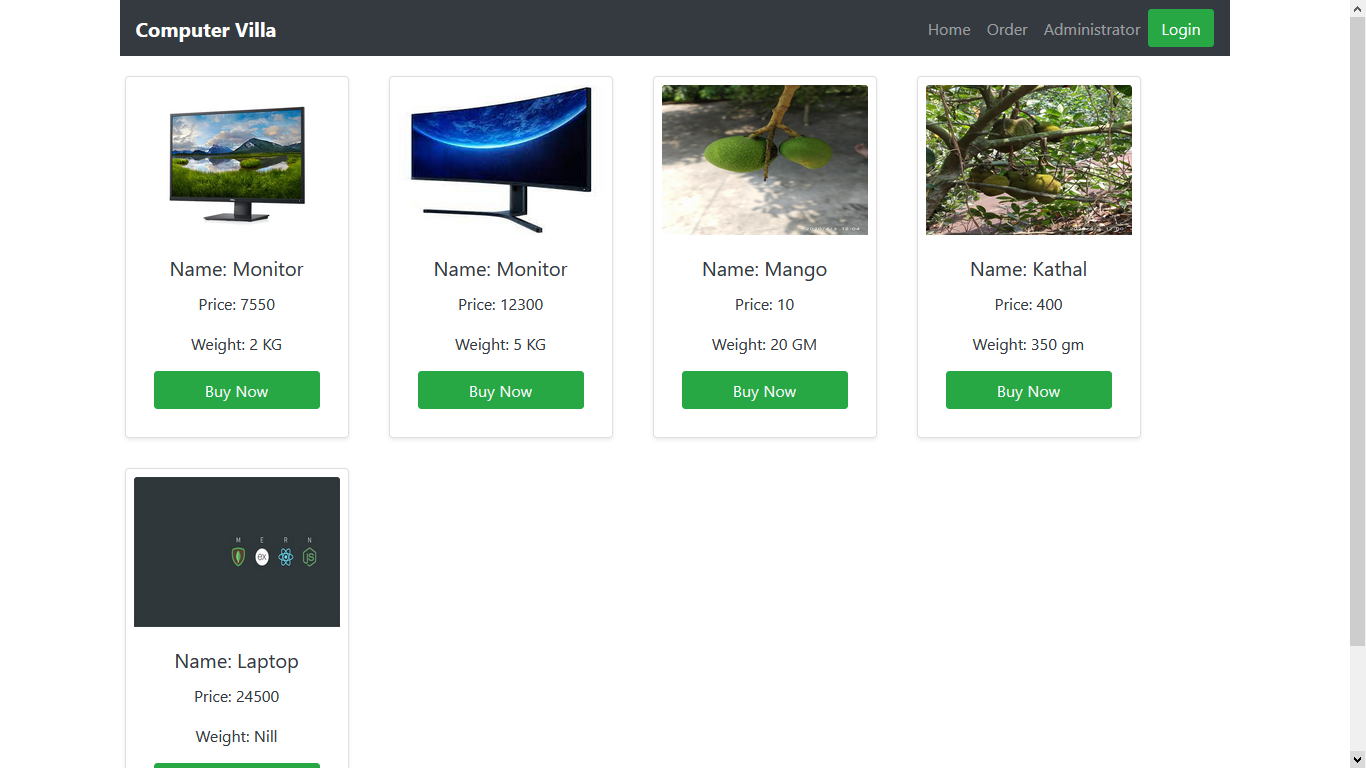 Computer Villa
Home Order Administrator Login
Name: Monitor
Price: 7550
Weight: 2 KG
Buy Now
Name: Monitor
Price: 12300
Weight: 5 KG
Buy Now
Name: Mango
Price: 10
Weight: 20 GM
Buy Now
Name: Kathal
Price: 400
Weight: 350 gm
Buy Now
M E R N
ex
JS
Name: Laptop
Price: 24500
Weight: Nill